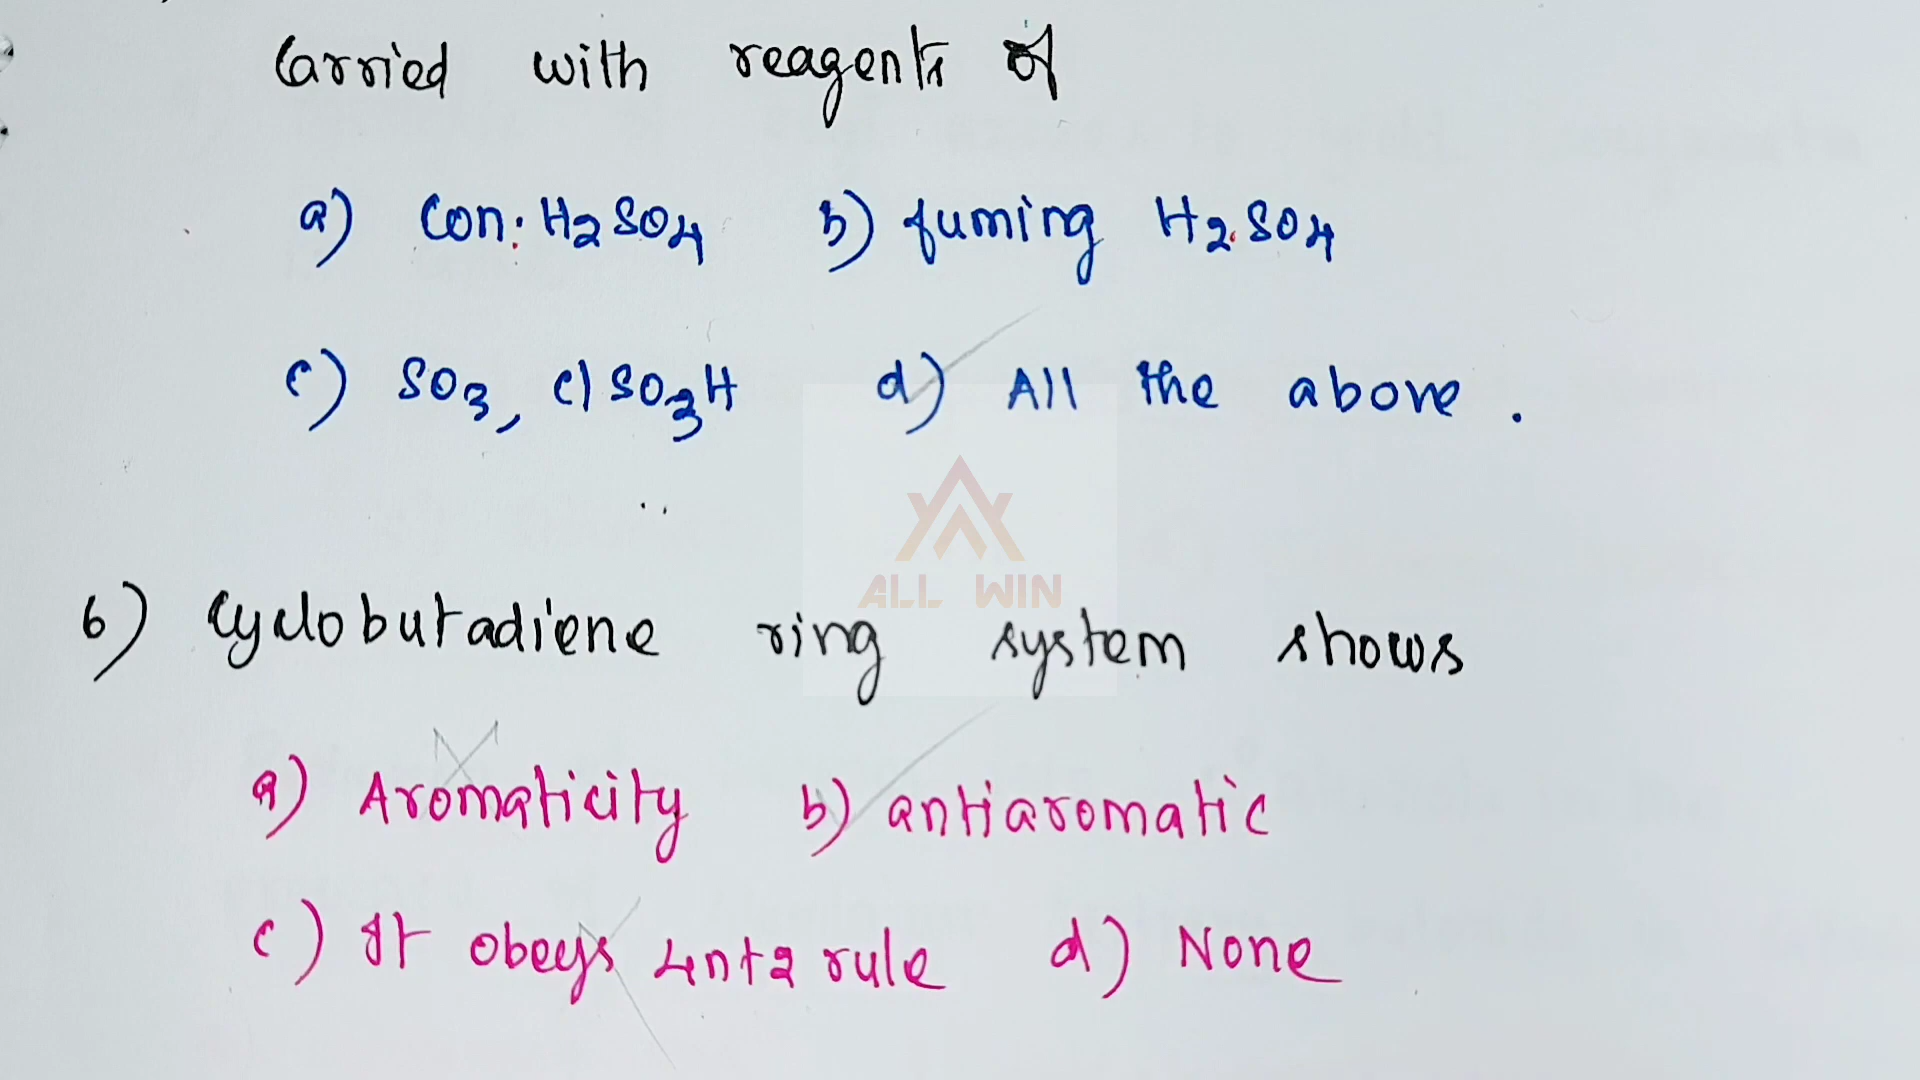 Carried with reagents of
a) Con: H2SO4 b) fuming H2SO4
c) SO3, ClSO3H d) All the above.
ALL WIN
6) Cyclobutadiene ring system shows
a) Aromaticity b) antiaromatic
c) It obeys 4n+2 rule d) None